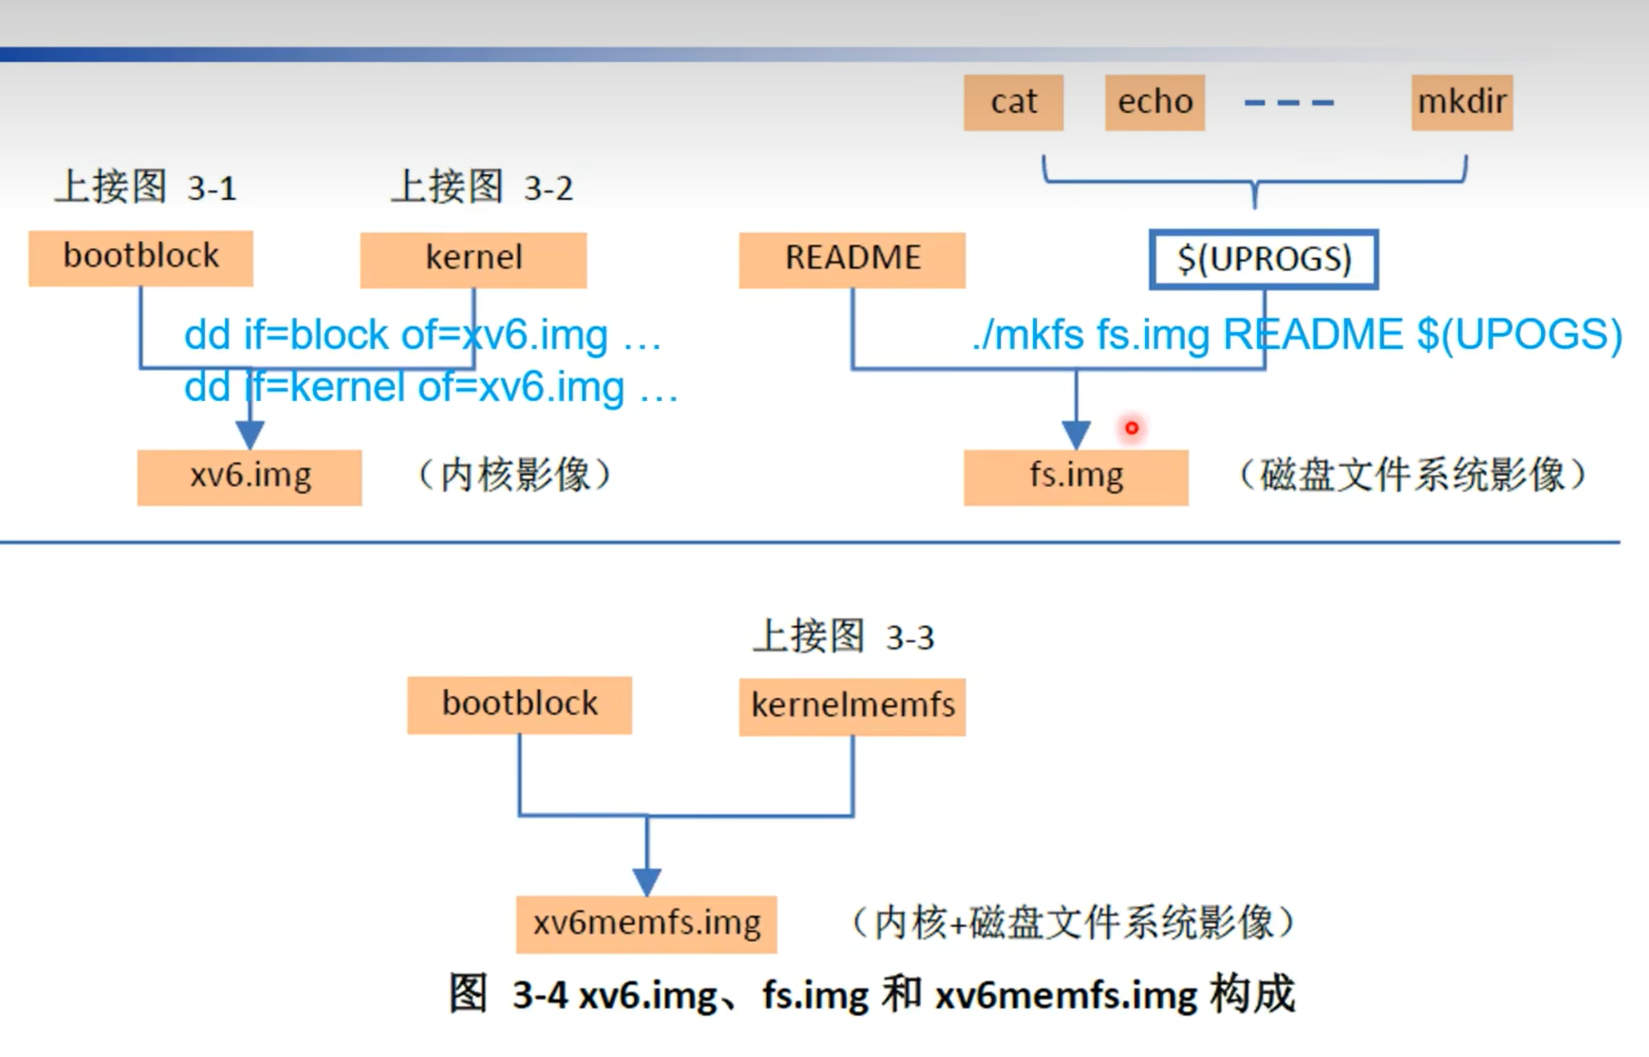 cat echo mkdir
上接图 3-1 上接图 3-2
bootblock kernel README $(UPROGS)
dd if=block of=xv6.img …
dd if=kernel of=xv6.img …
./mkfs fs.img README $(UPOGS)
xv6.img （内核影像） fs.img （磁盘文件系统影像）
上接图 3-3
bootblock kernelmemfs
xv6memfs.img （内核+磁盘文件系统影像）
图 3-4 xv6.img、fs.img 和 xv6memfs.img 构成